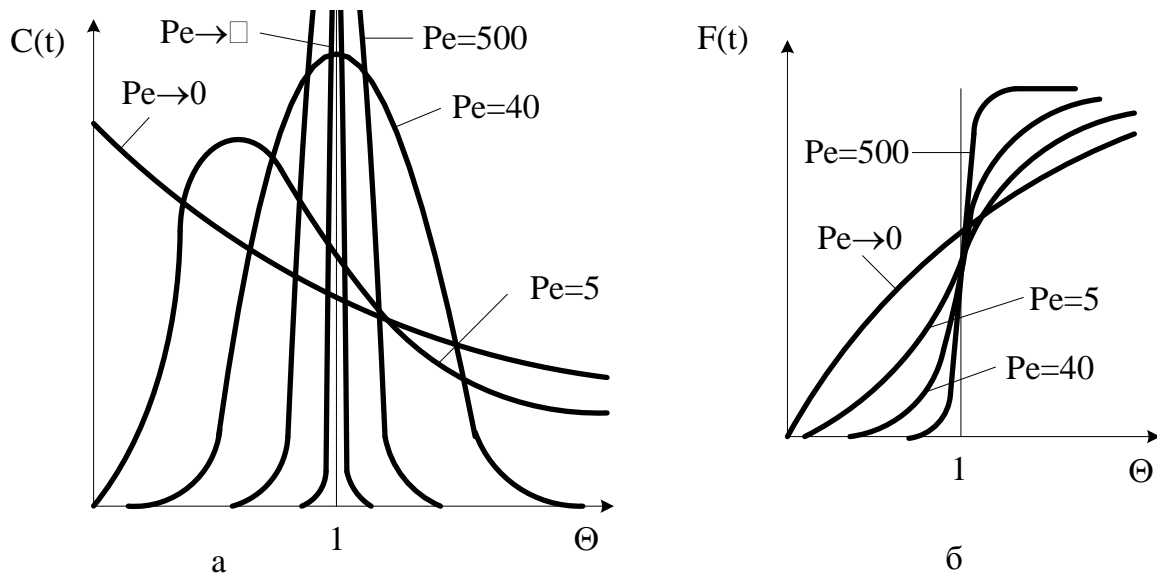 C(t)
Pe→□
Pe=500
Pe→0
Pe=40
Pe=5
1
Θ
а
F(t)
Pe=500
Pe→0
Pe=5
Pe=40
1
Θ
б